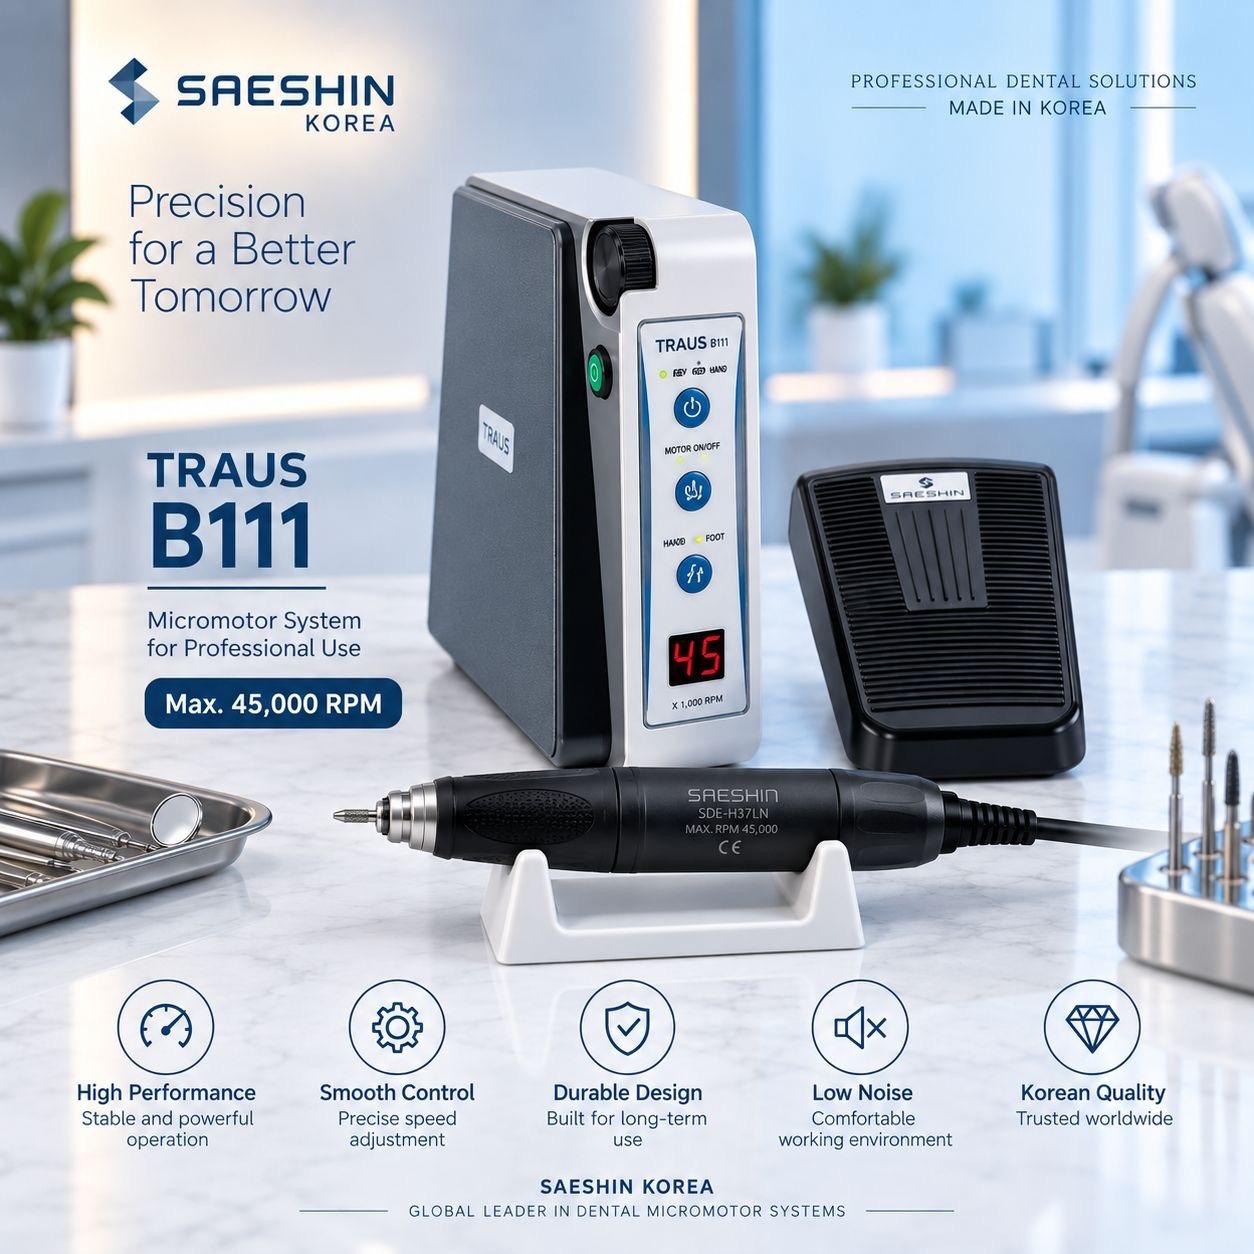 SAESHIN
KOREA
PROFESSIONAL DENTAL SOLUTIONS
MADE IN KOREA
Precision
for a Better
Tomorrow
TRAUS B111
HAND
MOTOR ON/OFF
FOOT
45
X 1,000 RPM
TRAUS
SAESHIN
TRAUS
B111
Micromotor System
for Professional Use
Max. 45,000 RPM
SAESHIN
SDE-H37LN
MAX. RPM 45,000
CE
High Performance
Stable and powerful
operation
Smooth Control
Precise speed
adjustment
Durable Design
Built for long-term
use
Low Noise
Comfortable
working environment
Korean Quality
Trusted worldwide
SAESHIN KOREA
GLOBAL LEADER IN DENTAL MICROMOTOR SYSTEMS